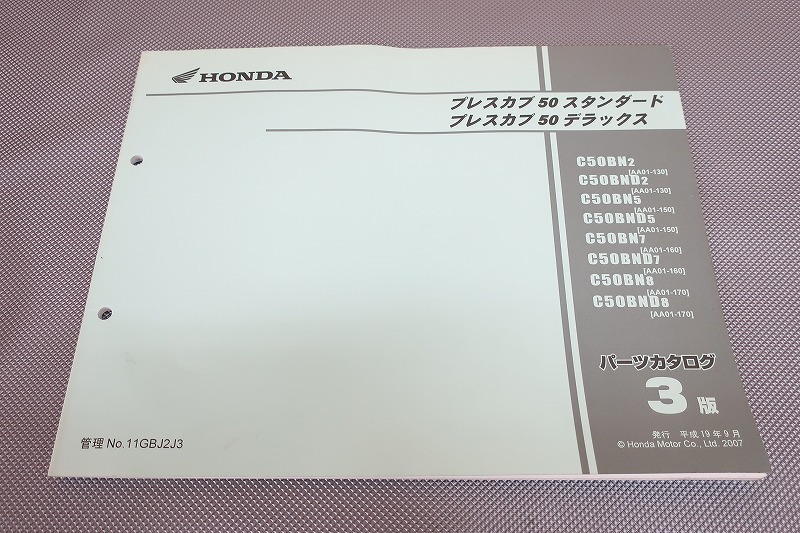 HONDA
プレスカブ 50 スタンダード
プレスカブ 50 デラックス
C50BN2
[AA01-130]
C50BND2
[AA01-130]
C50BN5
[AA01-150]
C50BND5
[AA01-150]
C50BN7
[AA01-160]
C50BND7
[AA01-160]
C50BN8
[AA01-170]
C50BND8
[AA01-170]
パーツカタログ
3 版
発行 平成19年9月
© Honda Motor Co., Ltd. 2007
管理 No.11GBJ2J3